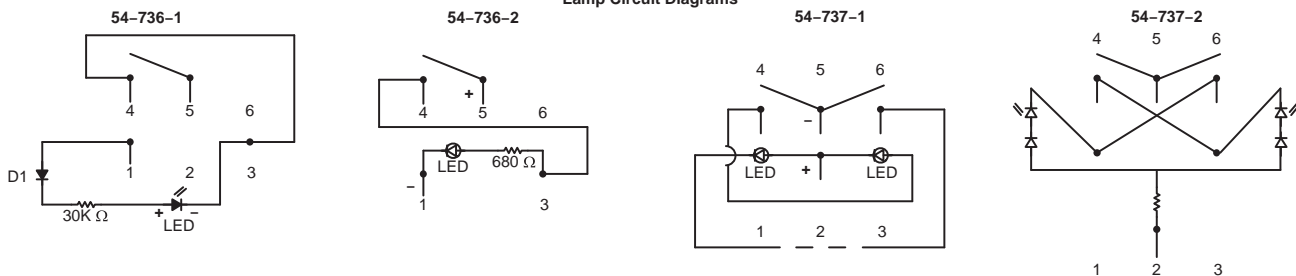 Lamp Circuit Diagrams
54–736–1
4 5 6
1 2 3
D1
30K Ω
+ –
LED
54–736–2
4 5 6
+
LED
680 Ω
–
1 3
54–737–1
4 5 6
–
LED
+
LED
1 2 3
54–737–2
4 5 6
1 2 3